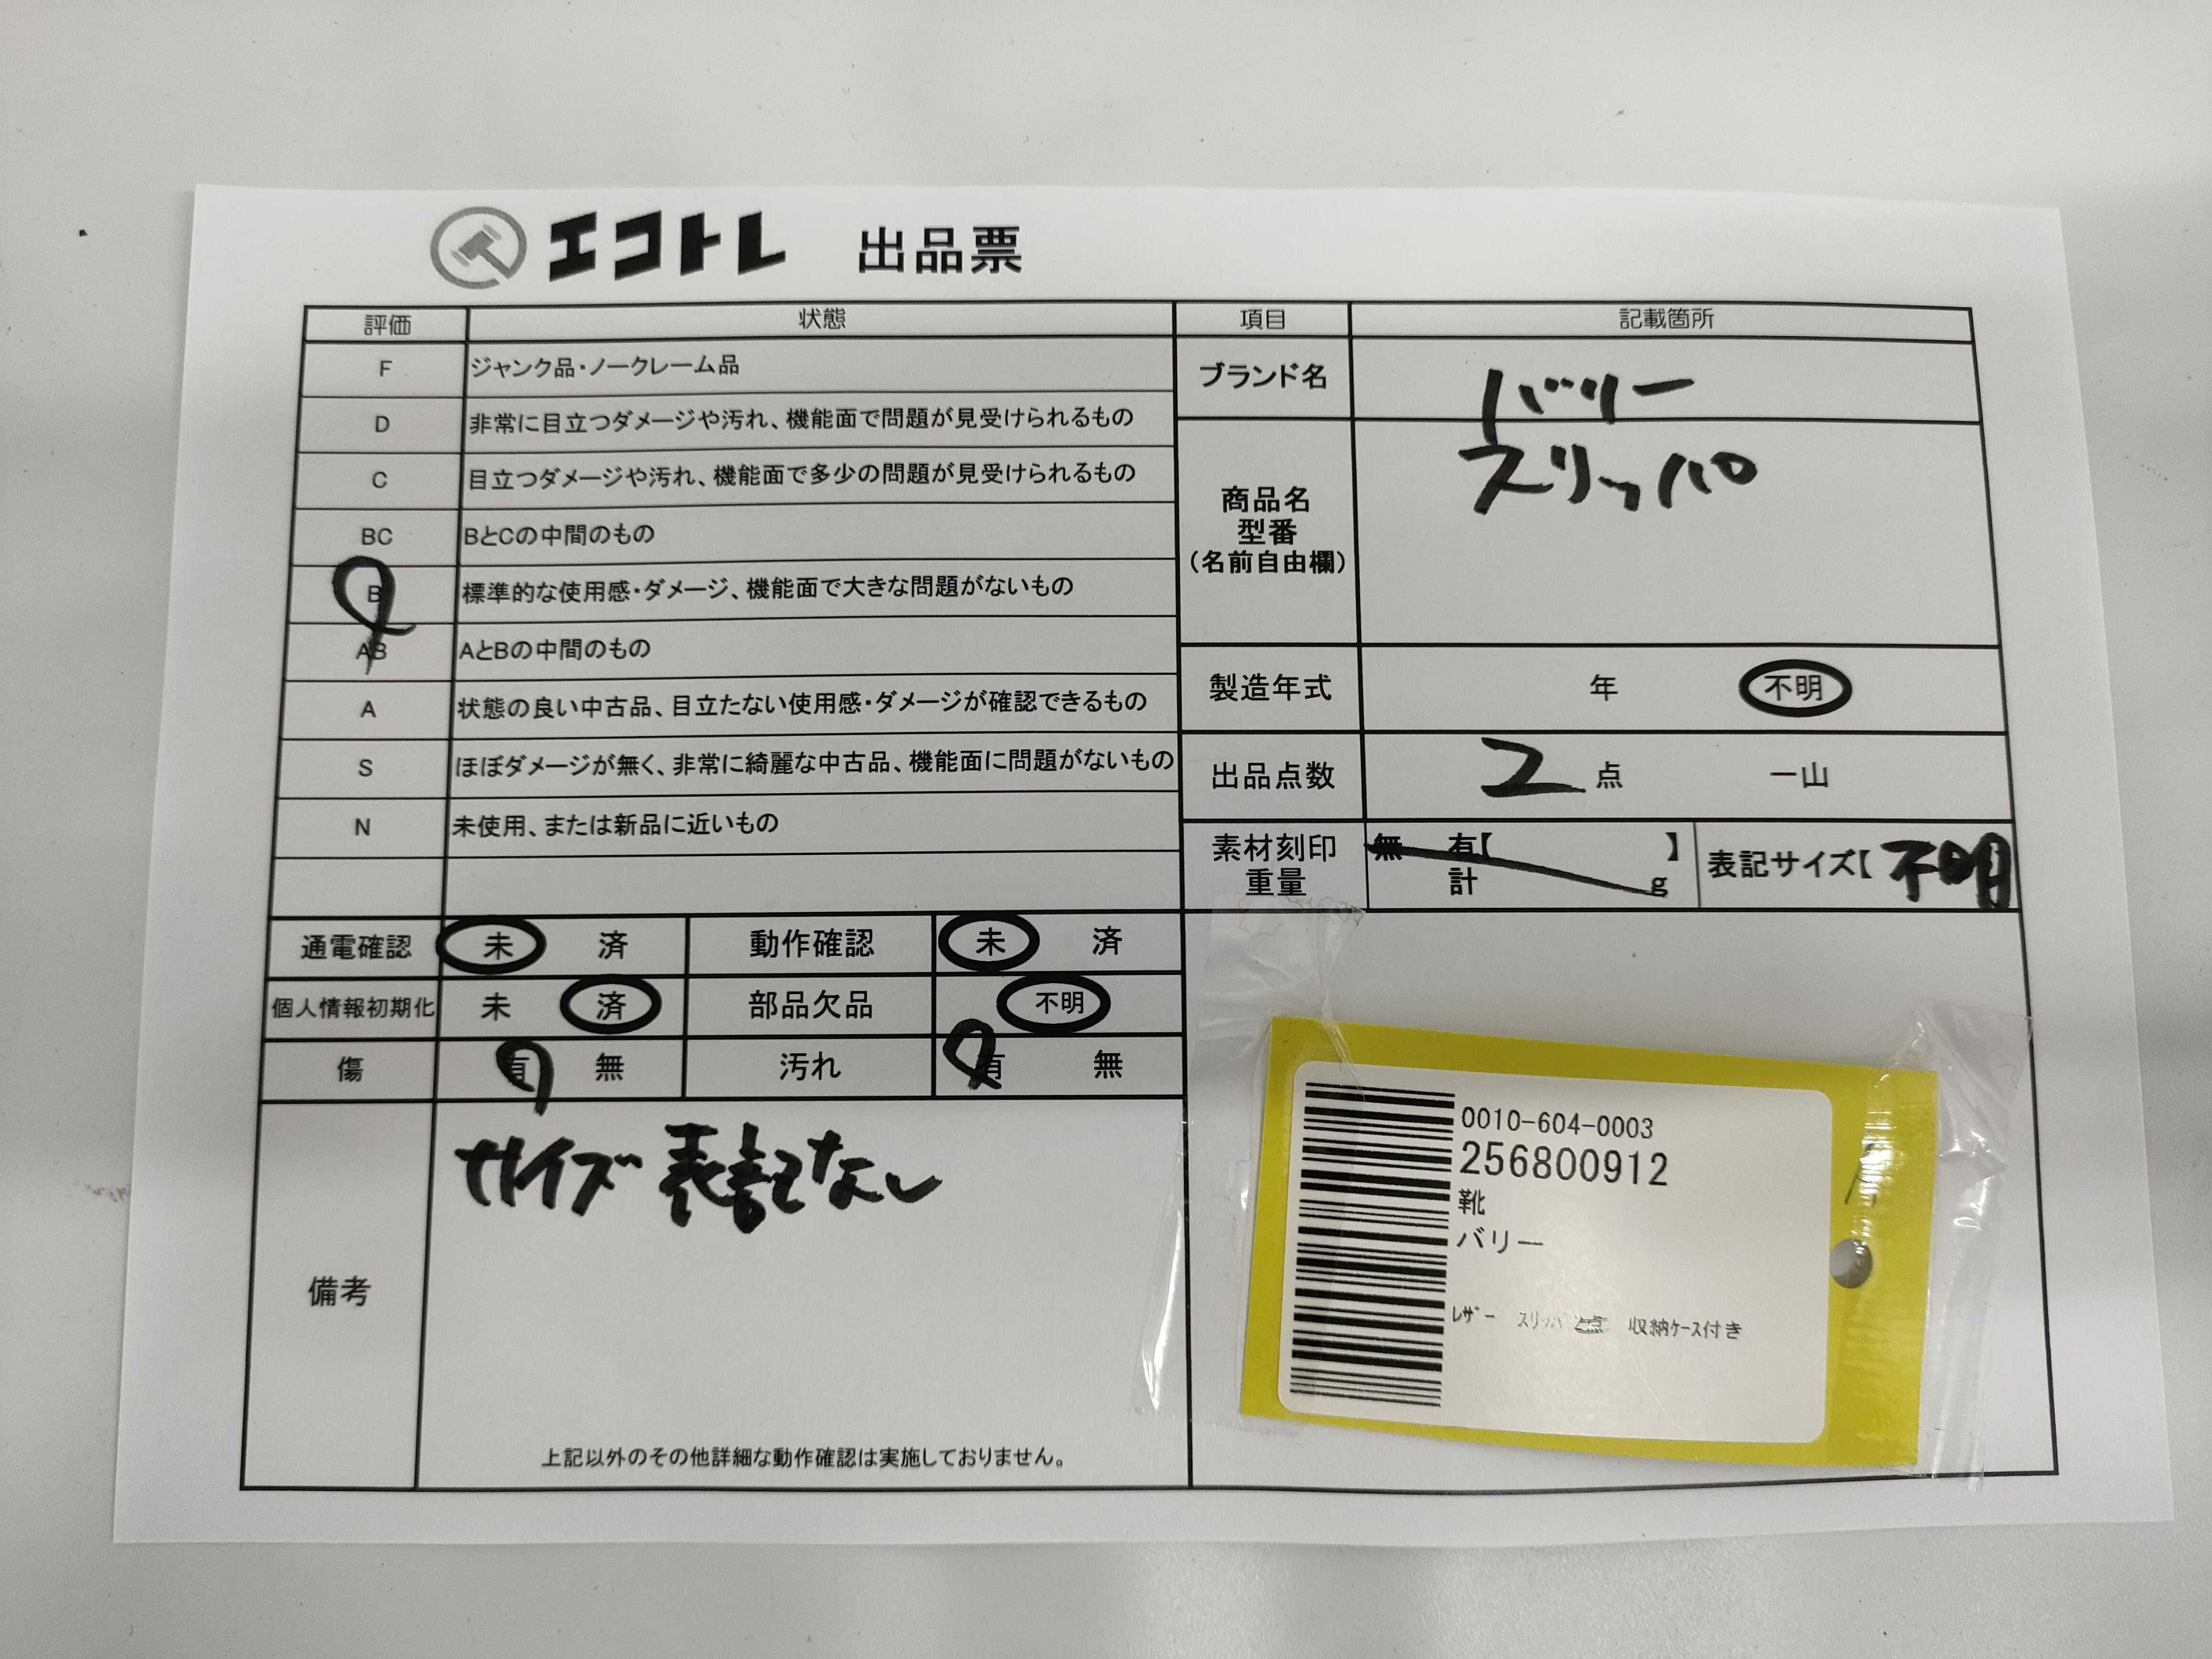 エコトレ 出品票
評価 状態 項目 記載箇所
F ジャンク品・ノークレーム品
D 非常に目立つダメージや汚れ、機能面で問題が見受けられるもの
C 目立つダメージや汚れ、機能面で多少の問題が見受けられるもの
BC BとCの中間のもの
B 標準的な使用感・ダメージ、機能面で大きな問題がないもの
AB AとBの中間のもの
A 状態の良い中古品、目立たない使用感・ダメージが確認できるもの
S ほぼダメージが無く、非常に綺麗な中古品、機能面に問題がないもの
N 未使用、または新品に近いもの
ブランド名 バリー
商品名
型番
(名前自由欄)
スリッパ
製造年式 年 不明
出品点数 2 点 一山
素材刻印 無 有【 】
重量 計 g
表記サイズ【 不明
通電確認 未 済 動作確認 未 済
個人情報初期化 未 済 部品欠品 不明
傷 有 無 汚れ 有 無
備考
サイズ表記なし
上記以外のその他詳細な動作確認は実施しておりません。
0010-604-0003
256800912
靴
バリー
ﾚｻﾞｰ ｽﾘｯﾊﾟ 2点 収納ｹｰｽ付き